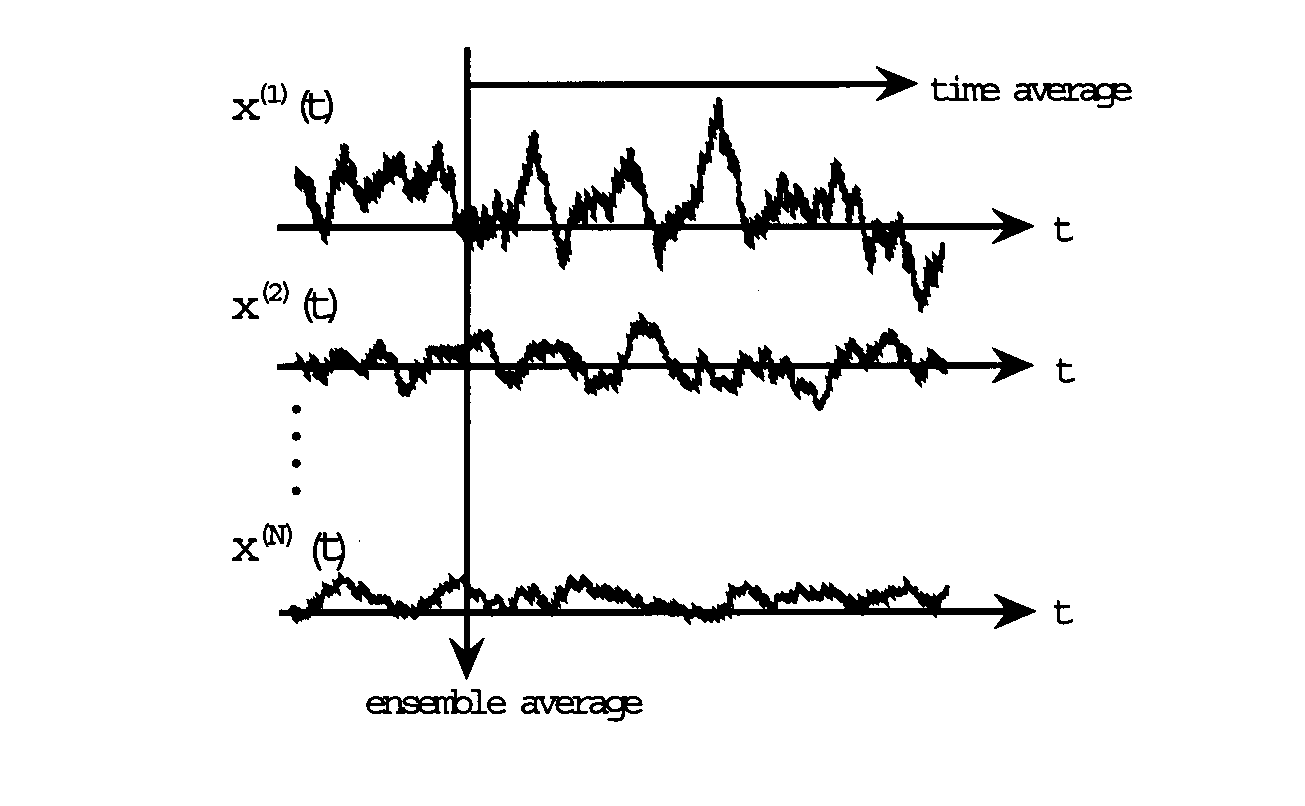 x⁽¹⁾(t)
time average
t
x⁽²⁾(t)
t
x⁽ᴺ⁾(t)
t
ensemble average